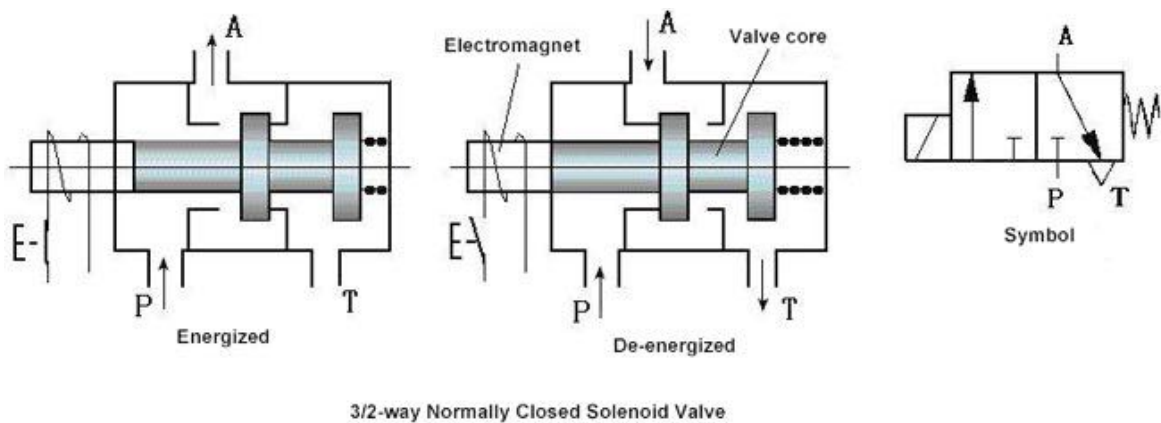 A
E-
P
T
Energized
Electromagnet
A
Valve core
E-
P
T
De-energized
A
P
T
Symbol
3/2-way Normally Closed Solenoid Valve